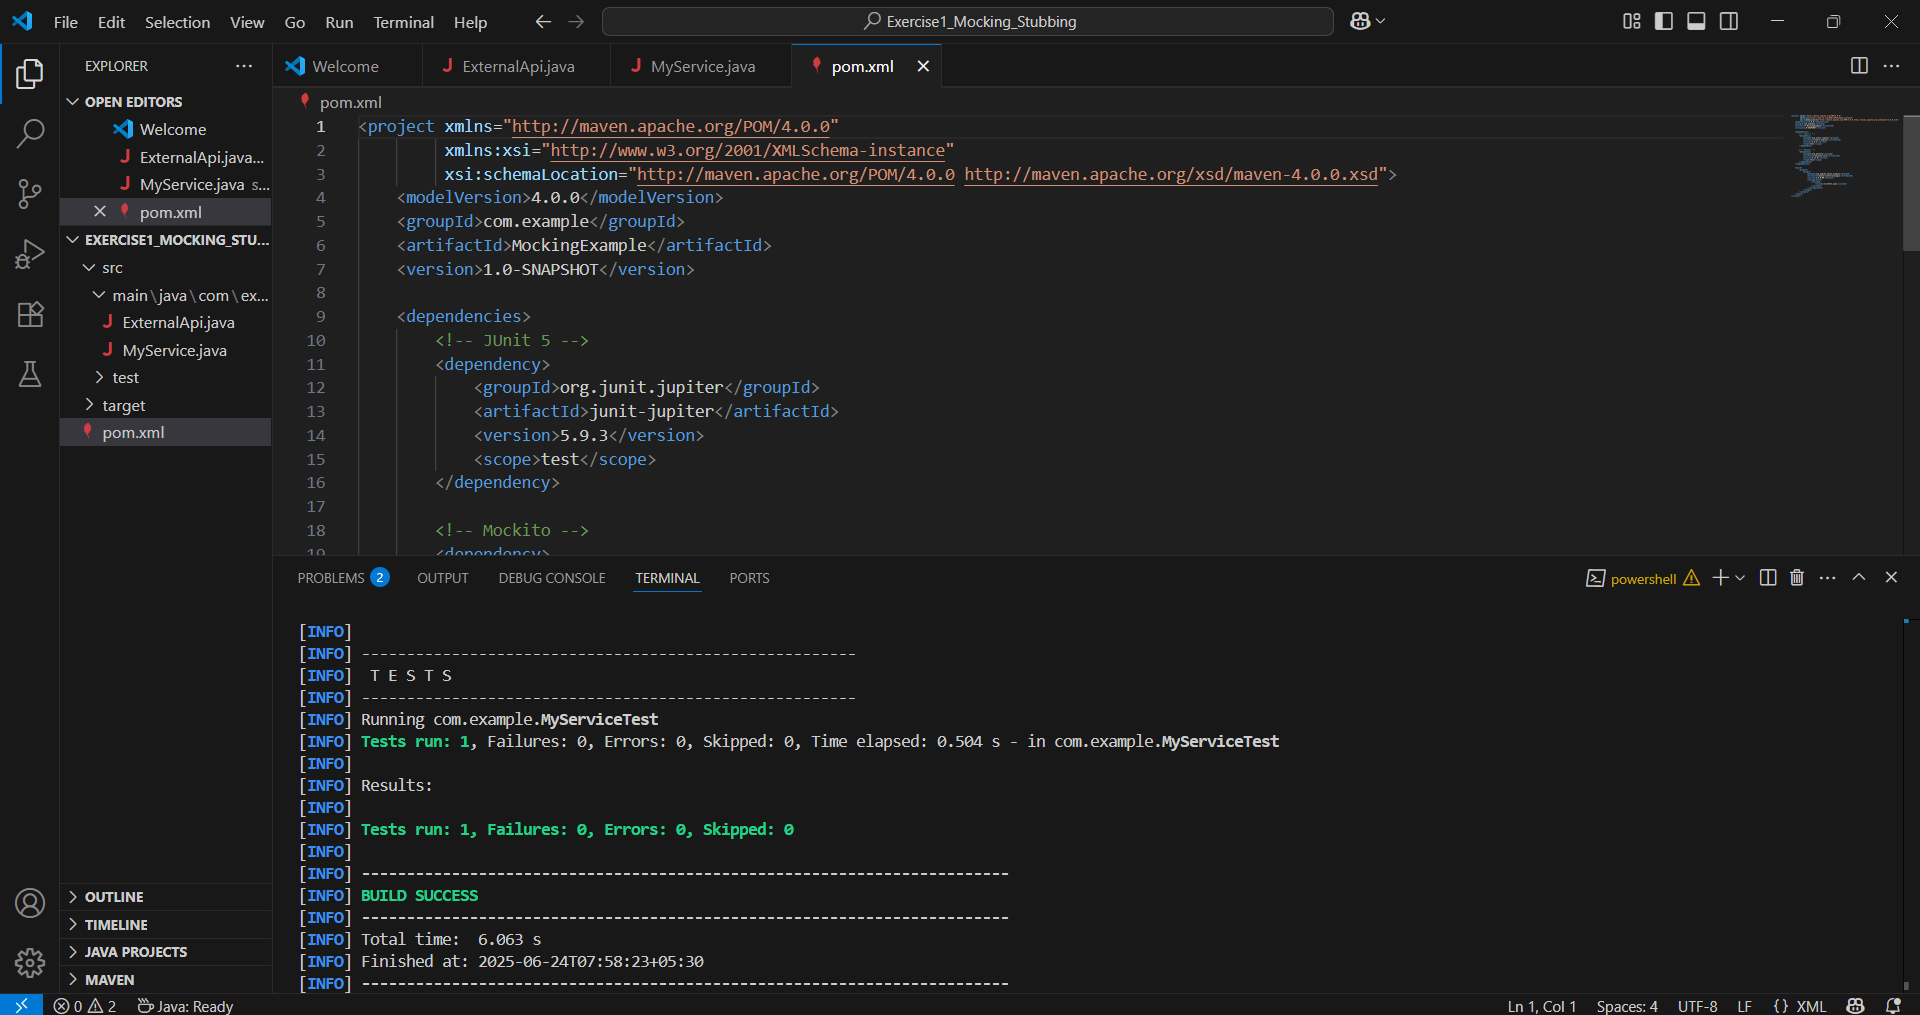 File Edit Selection View Go Run Terminal Help
Exercise1_Mocking_Stubbing
EXPLORER
OPEN EDITORS
Welcome
ExternalApi.java...
MyService.java s...
pom.xml
EXERCISE1_MOCKING_STU...
src
main\java\com\ex...
ExternalApi.java
MyService.java
test
target
pom.xml
OUTLINE
TIMELINE
JAVA PROJECTS
MAVEN
Welcome ExternalApi.java MyService.java pom.xml
pom.xml
1 <project xmlns="http://maven.apache.org/POM/4.0.0"
2 xmlns:xsi="http://www.w3.org/2001/XMLSchema-instance"
3 xsi:schemaLocation="http://maven.apache.org/POM/4.0.0 http://maven.apache.org/xsd/maven-4.0.0.xsd">
4 <modelVersion>4.0.0</modelVersion>
5 <groupId>com.example</groupId>
6 <artifactId>MockingExample</artifactId>
7 <version>1.0-SNAPSHOT</version>
8
9 <dependencies>
10 <!-- JUnit 5 -->
11 <dependency>
12 <groupId>org.junit.jupiter</groupId>
13 <artifactId>junit-jupiter</artifactId>
14 <version>5.9.3</version>
15 <scope>test</scope>
16 </dependency>
17
18 <!-- Mockito -->
19 <dependency>
PROBLEMS 2 OUTPUT DEBUG CONSOLE TERMINAL PORTS
powershell
[INFO]
[INFO] -------------------------------------------------------
[INFO]  T E S T S
[INFO] -------------------------------------------------------
[INFO] Running com.example.MyServiceTest
[INFO] Tests run: 1, Failures: 0, Errors: 0, Skipped: 0, Time elapsed: 0.504 s - in com.example.MyServiceTest
[INFO]
[INFO] Results:
[INFO]
[INFO] Tests run: 1, Failures: 0, Errors: 0, Skipped: 0
[INFO]
[INFO] ------------------------------------------------------------------------
[INFO] BUILD SUCCESS
[INFO] ------------------------------------------------------------------------
[INFO] Total time:  6.063 s
[INFO] Finished at: 2025-06-24T07:58:23+05:30
[INFO] ------------------------------------------------------------------------
0 2 Java: Ready
Ln 1, Col 1 Spaces: 4 UTF-8 LF {} XML